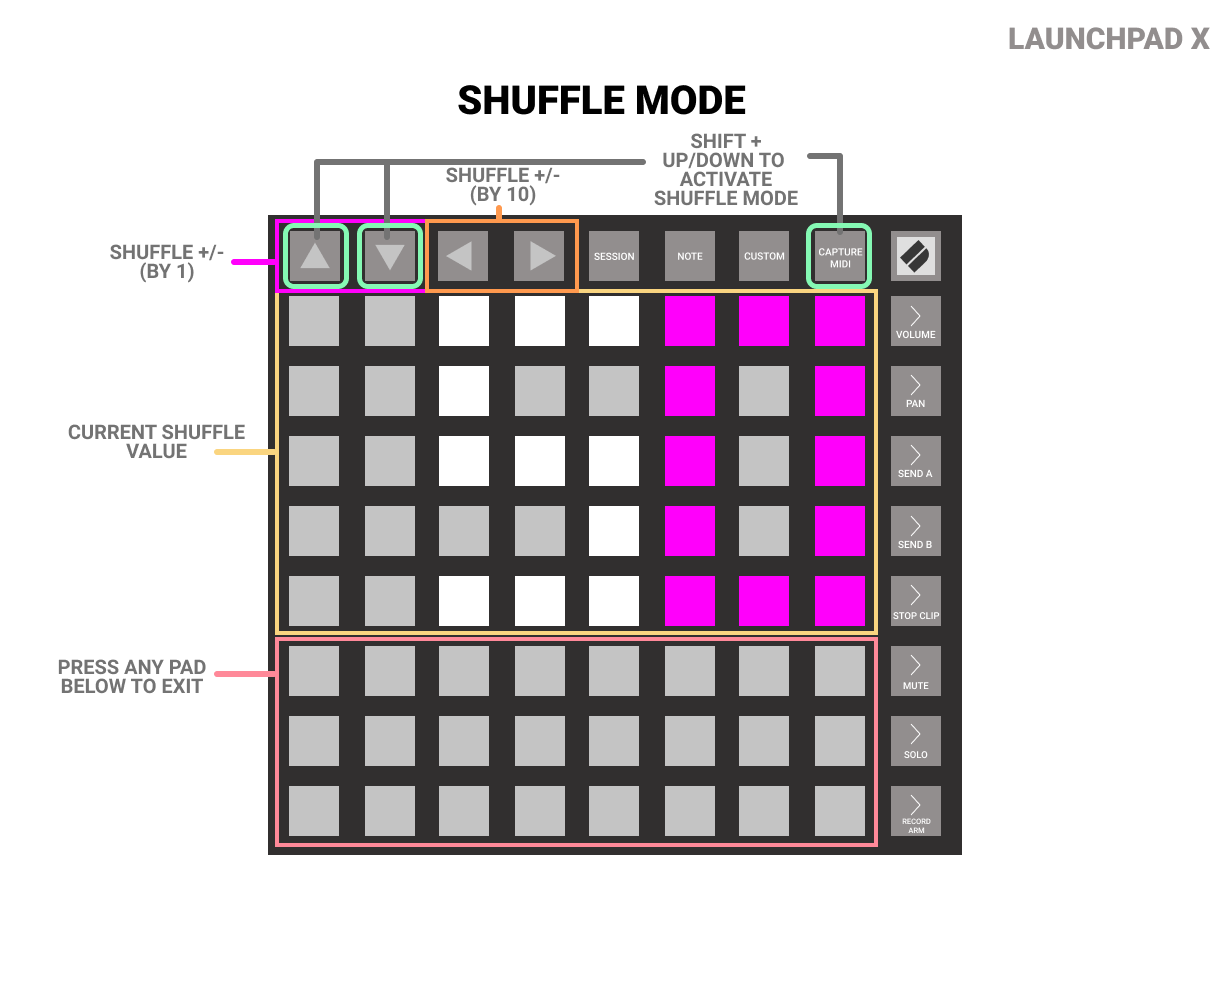 LAUNCHPAD X
SHUFFLE MODE
SHIFT +
UP/DOWN TO
ACTIVATE
SHUFFLE MODE
SHUFFLE +/-
(BY 10)
SHUFFLE +/-
(BY 1)
SESSION
NOTE
CUSTOM
CAPTURE
MIDI
VOLUME
PAN
CURRENT SHUFFLE
VALUE
SEND A
SEND B
STOP CLIP
PRESS ANY PAD
BELOW TO EXIT
MUTE
SOLO
RECORD
ARM